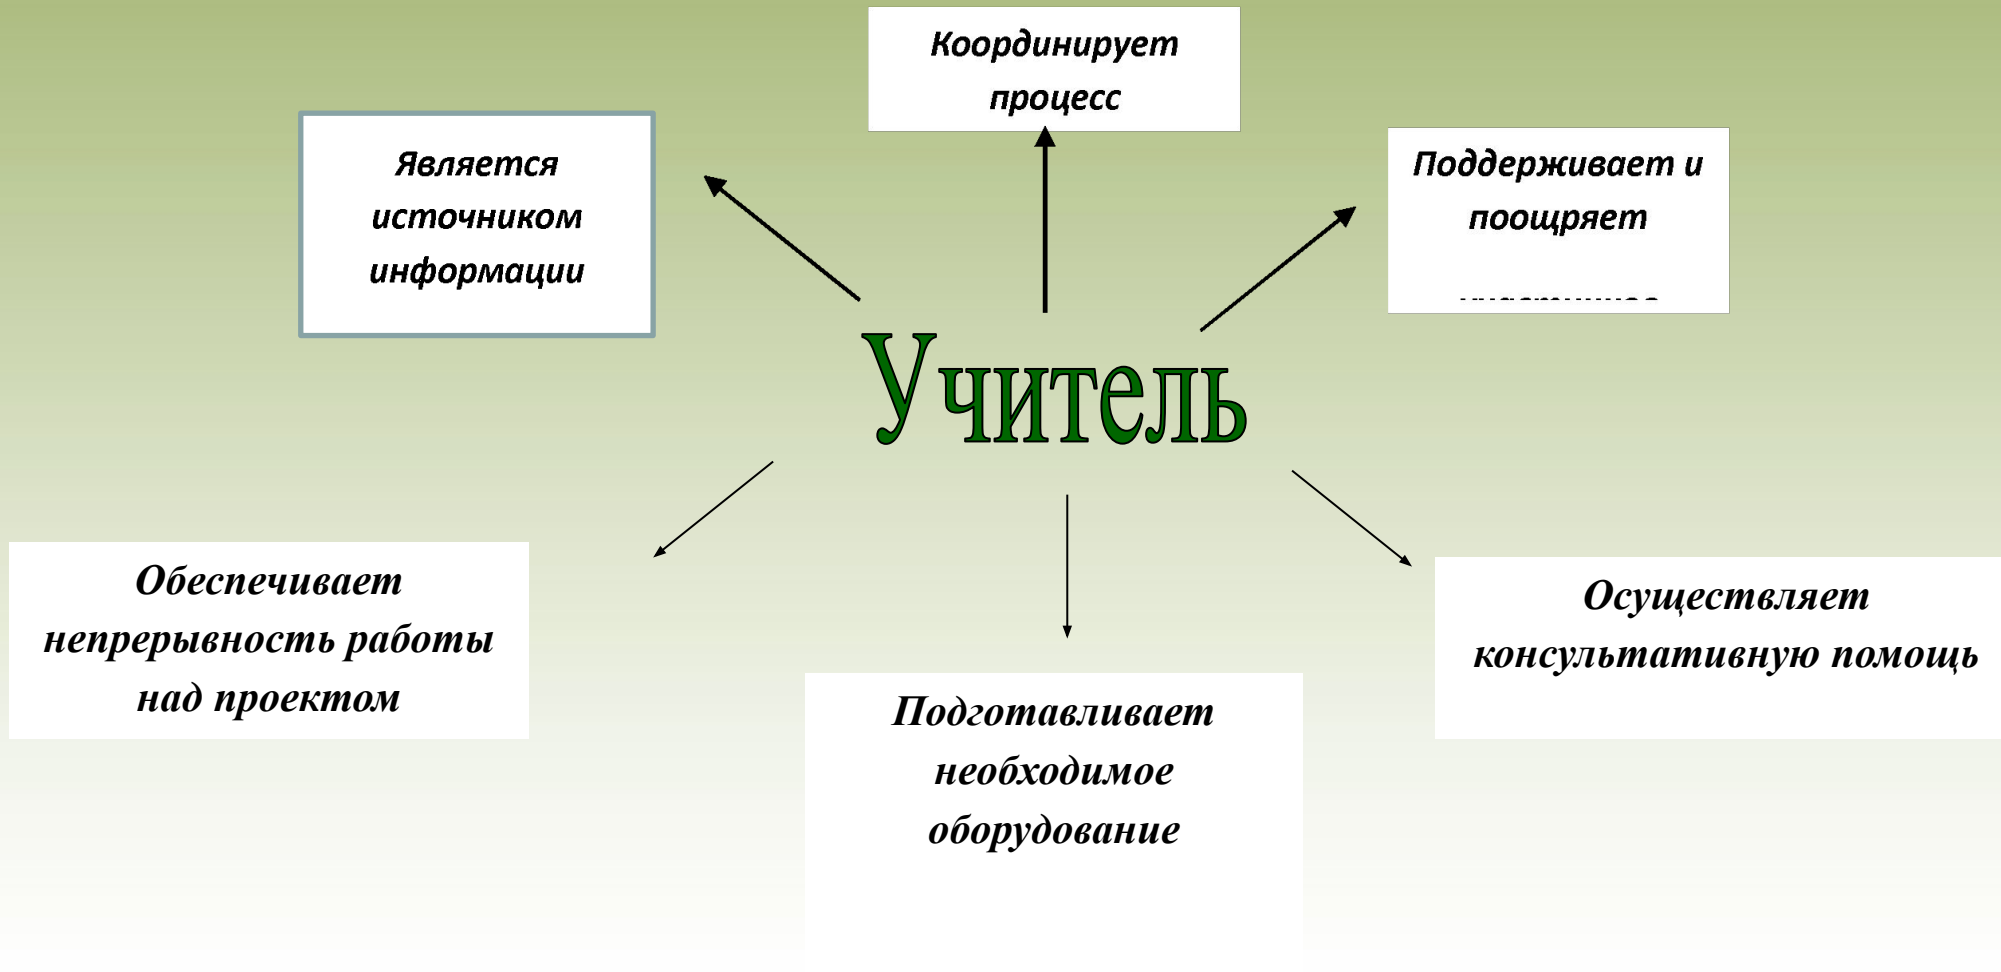 Координирует
процесс
Является
источником
информации
Поддерживает и
поощряет
Учитель
Обеспечивает
непрерывность работы
над проектом
Подготавливает
необходимое
оборудование
Осуществляет
консультативную помощь